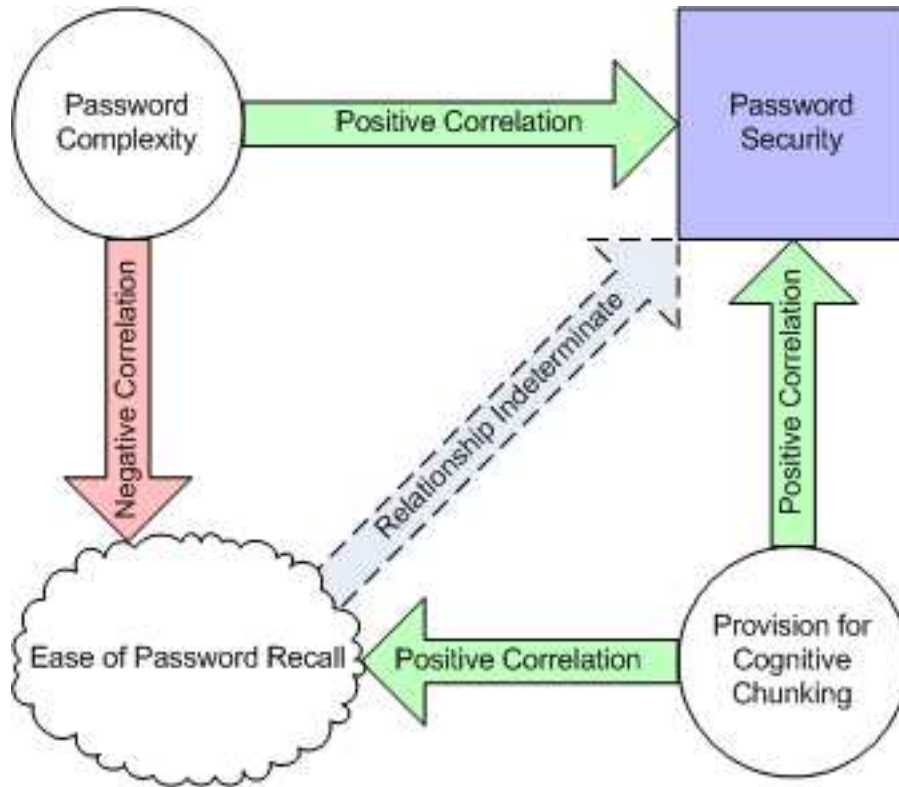 Password
Complexity
Positive Correlation
Password
Security
Negative Correlation
Relationship Indeterminate
Positive Correlation
Ease of Password Recall
Positive Correlation
Provision for
Cognitive
Chunking